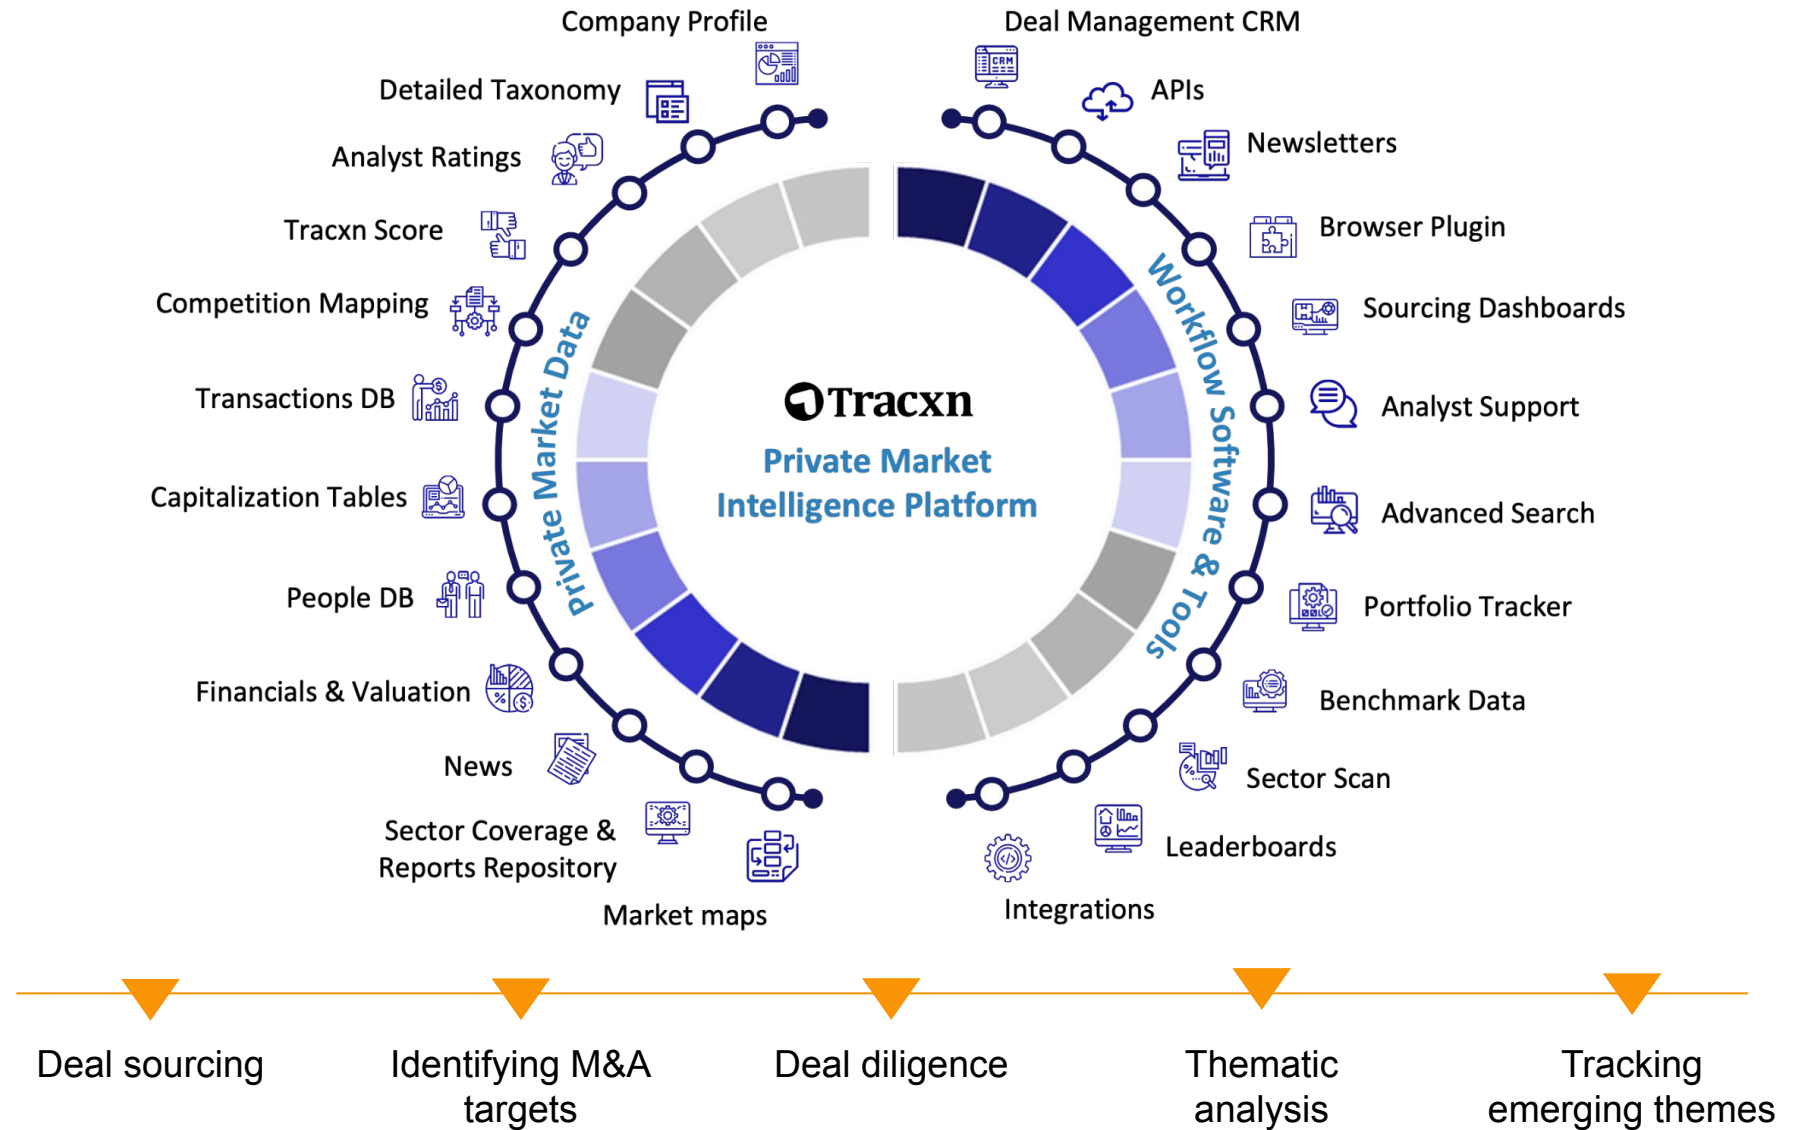 Company Profile
Detailed Taxonomy
Analyst Ratings
Tracxn Score
Competition Mapping
Transactions DB
Capitalization Tables
People DB
Financials & Valuation
News
Sector Coverage &
Reports Repository
Market maps
Private Market Data
Tracxn
Private Market
Intelligence Platform
Workflow Software & Tools
Deal Management CRM
CRM
APIs
Newsletters
Browser Plugin
Sourcing Dashboards
Analyst Support
Advanced Search
Portfolio Tracker
Benchmark Data
Sector Scan
Leaderboards
Integrations
Deal sourcing
Identifying M&A
targets
Deal diligence
Thematic
analysis
Tracking
emerging themes